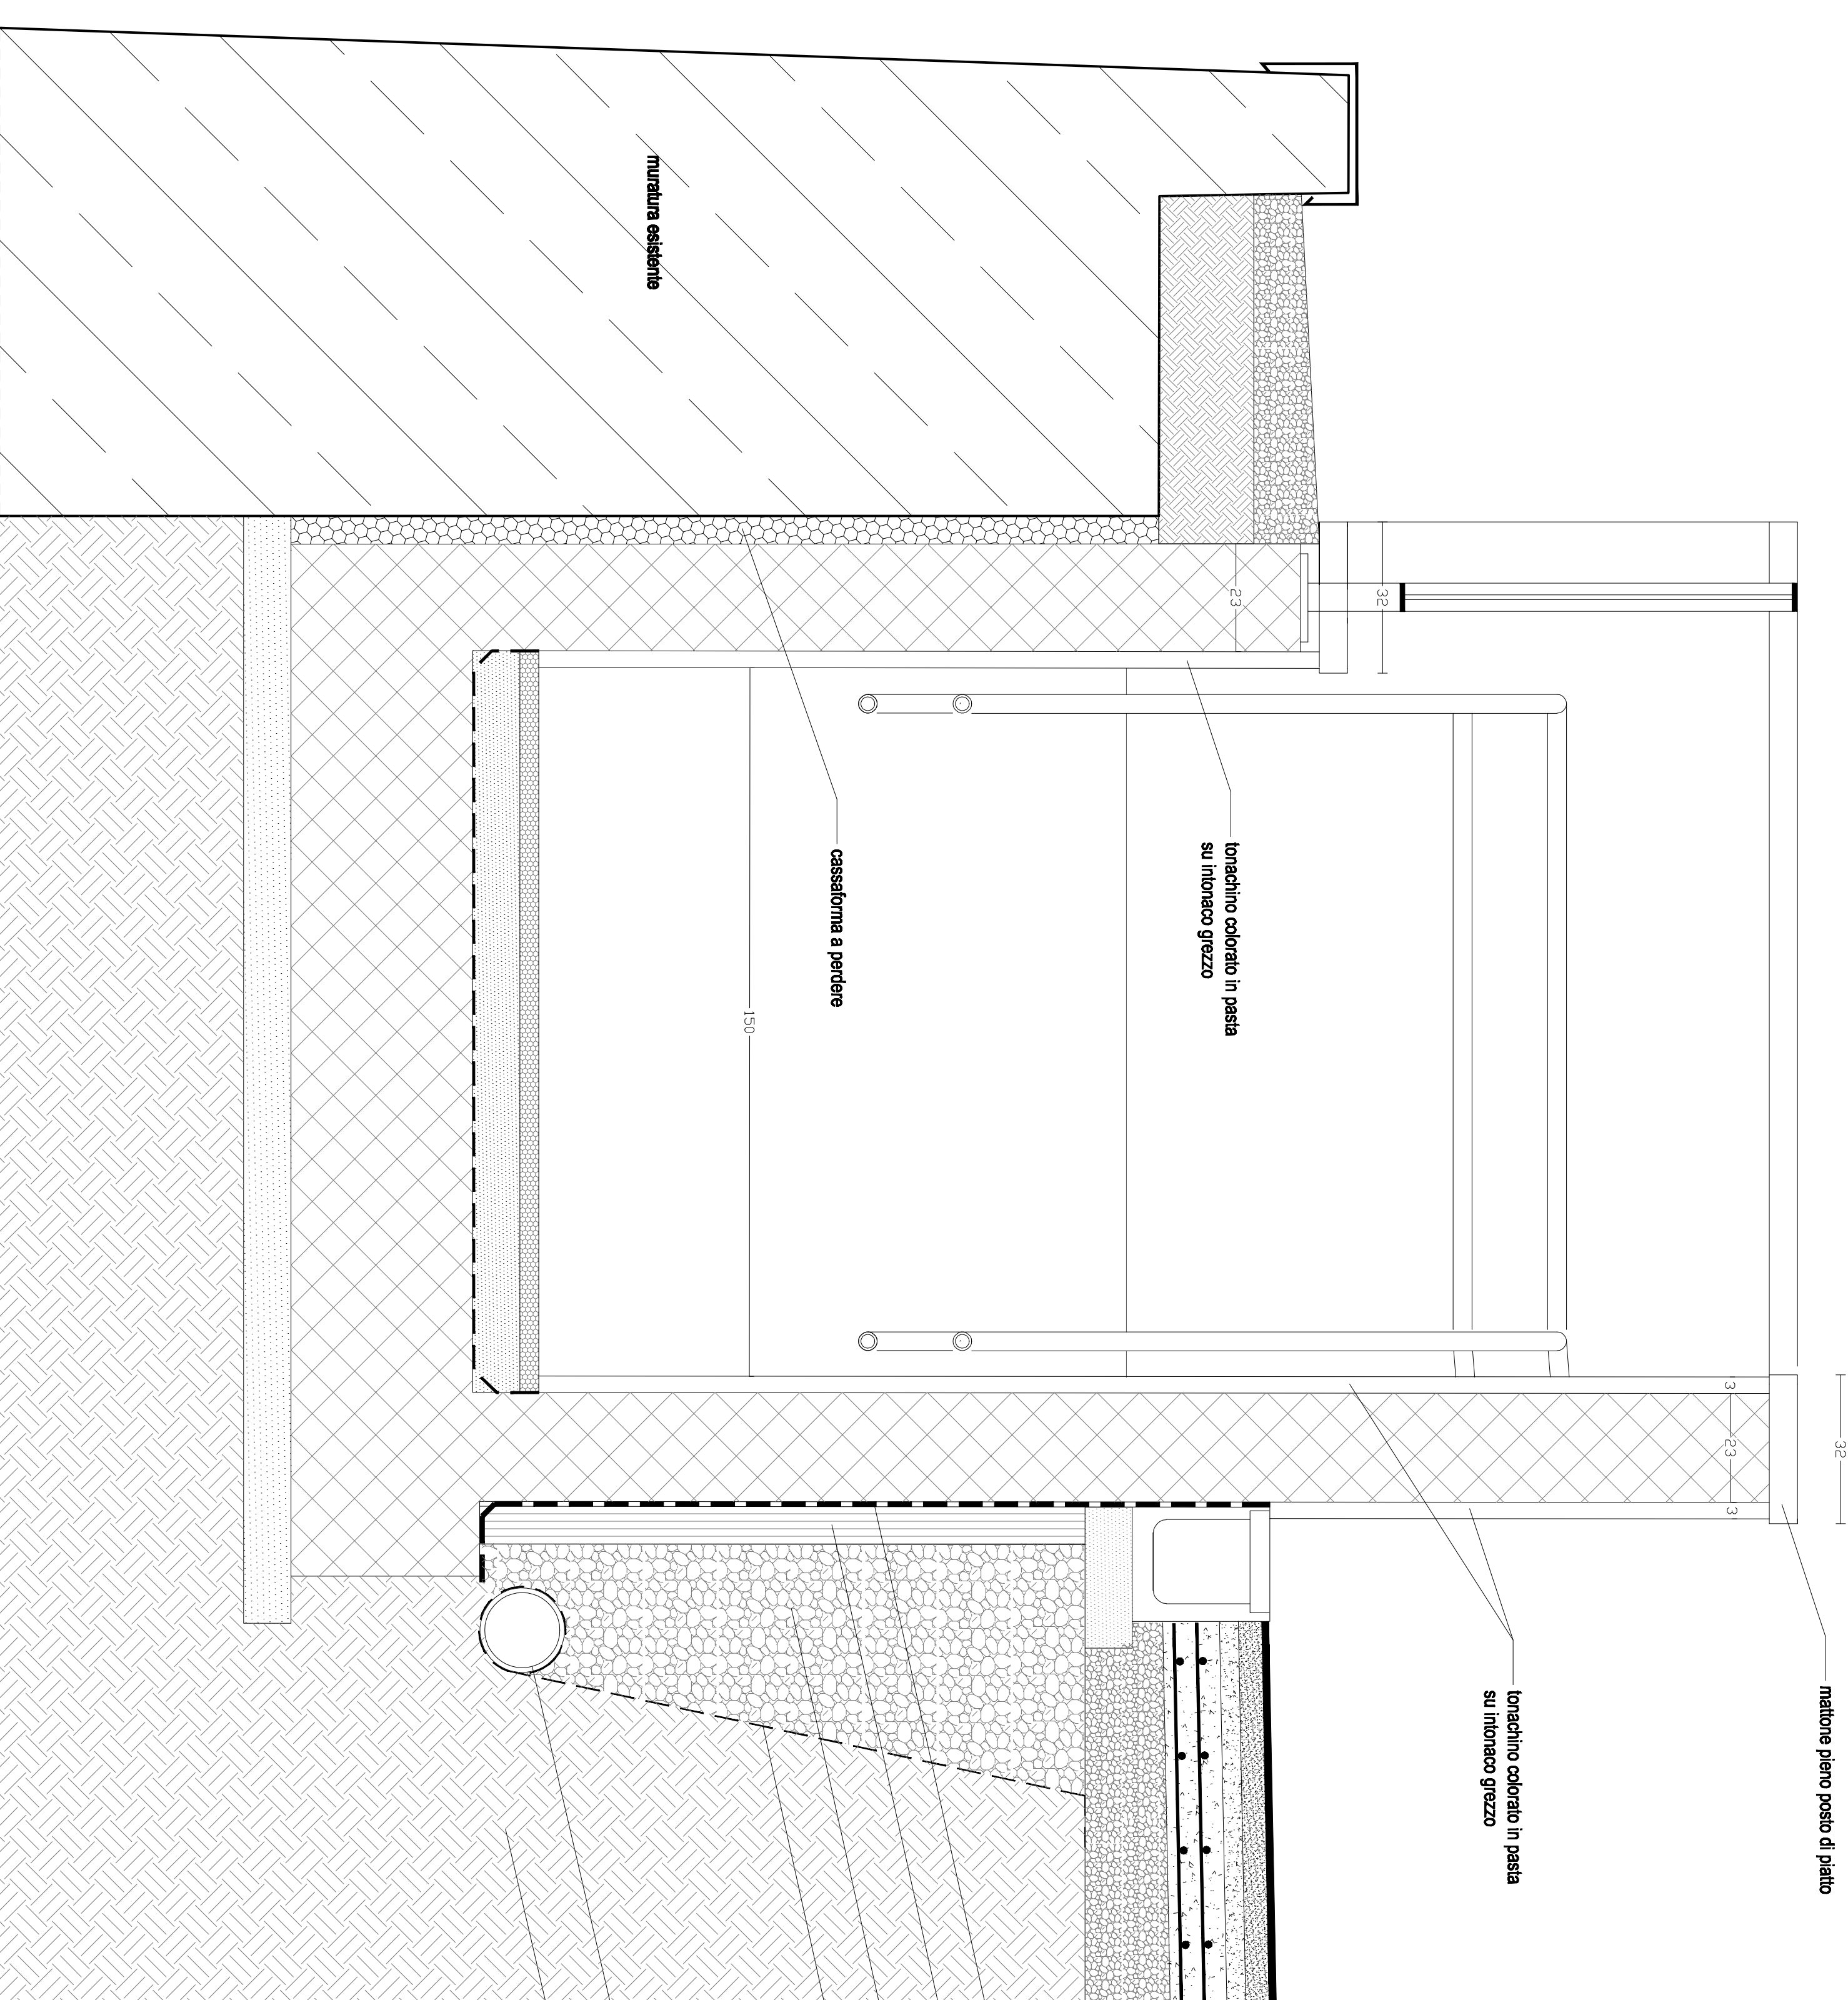 mattone pieno posto di piatto
32
3
23
3
tonachino colorato in pasta
su intonaco grezzo
32
23
tonachino colorato in pasta
su intonaco grezzo
cassaforma a perdere
150
muratura esistente